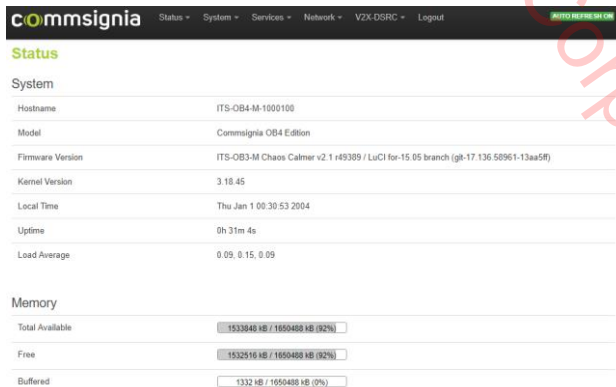 commsignia Status System Services Network V2X-DSRC Logout AUTO REFRESH ON
Status
System
Hostname ITS-OB4-M-1000100
Model Commsignia OB4 Edition
Firmware Version ITS-OB3-M Chaos Calmer v2.1 r49389 / LuCI for-15.05 branch (git-17.136.58961-13aa5ff)
Kernel Version 3.18.45
Local Time Thu Jan 1 00:30:53 2004
Uptime 0h 31m 4s
Load Average 0.09, 0.15, 0.09
Memory
Total Available 1533848 kB / 1650488 kB (92%)
Free 1532516 kB / 1650488 kB (92%)
Buffered 1332 kB / 1650488 kB (0%)